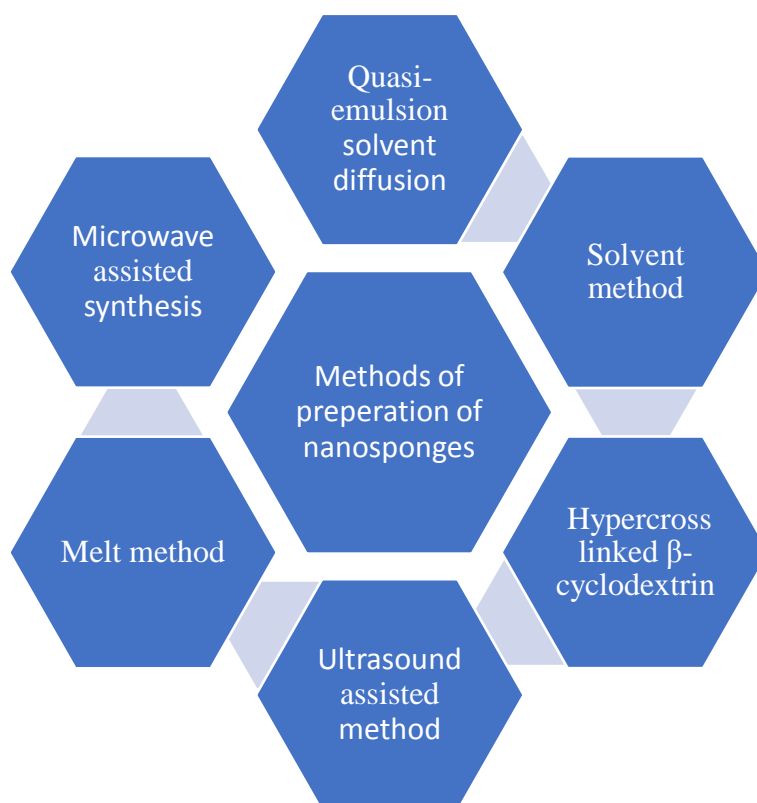 Quasi-
emulsion
solvent
diffusion
Microwave
assisted
synthesis
Solvent
method
Methods of
preperation of
nanosponges
Melt method
Hypercross
linked β-
cyclodextrin
Ultrasound
assisted
method